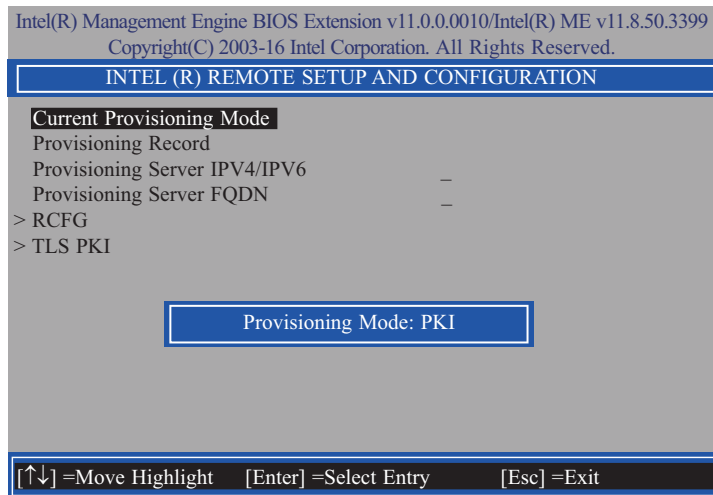 Intel(R) Management Engine BIOS Extension v11.0.0.0010/Intel(R) ME v11.8.50.3399
Copyright(C) 2003-16 Intel Corporation. All Rights Reserved.
INTEL (R) REMOTE SETUP AND CONFIGURATION
Current Provisioning Mode
Provisioning Record
Provisioning Server IPV4/IPV6 _
Provisioning Server FQDN _
> RCFG
> TLS PKI
Provisioning Mode: PKI
[↑↓] =Move Highlight [Enter] =Select Entry [Esc] =Exit